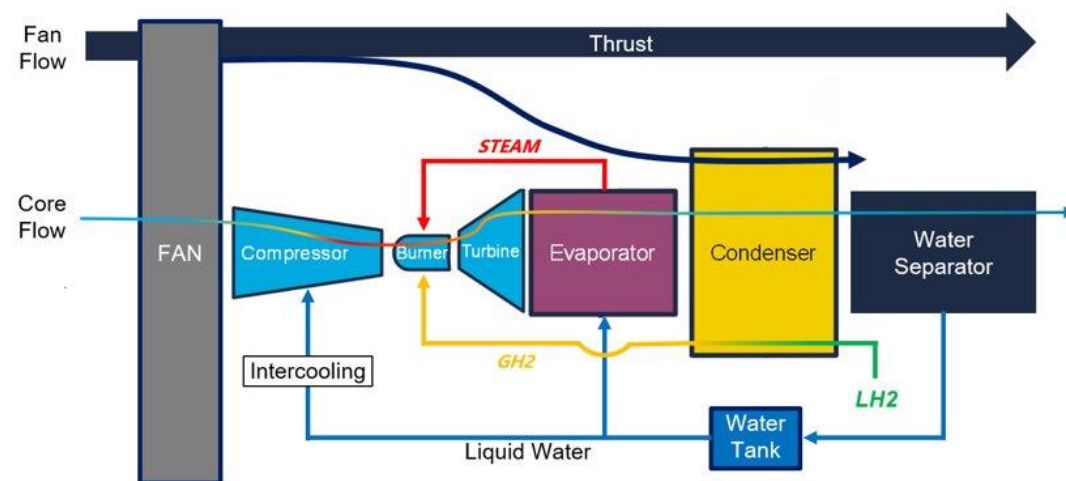 Fan
Flow
Thrust
STEAM
Core
Flow
FAN
Compressor
Burner
Turbine
Evaporator
Condenser
Water
Separator
GH2
Intercooling
LH2
Liquid Water
Water
Tank